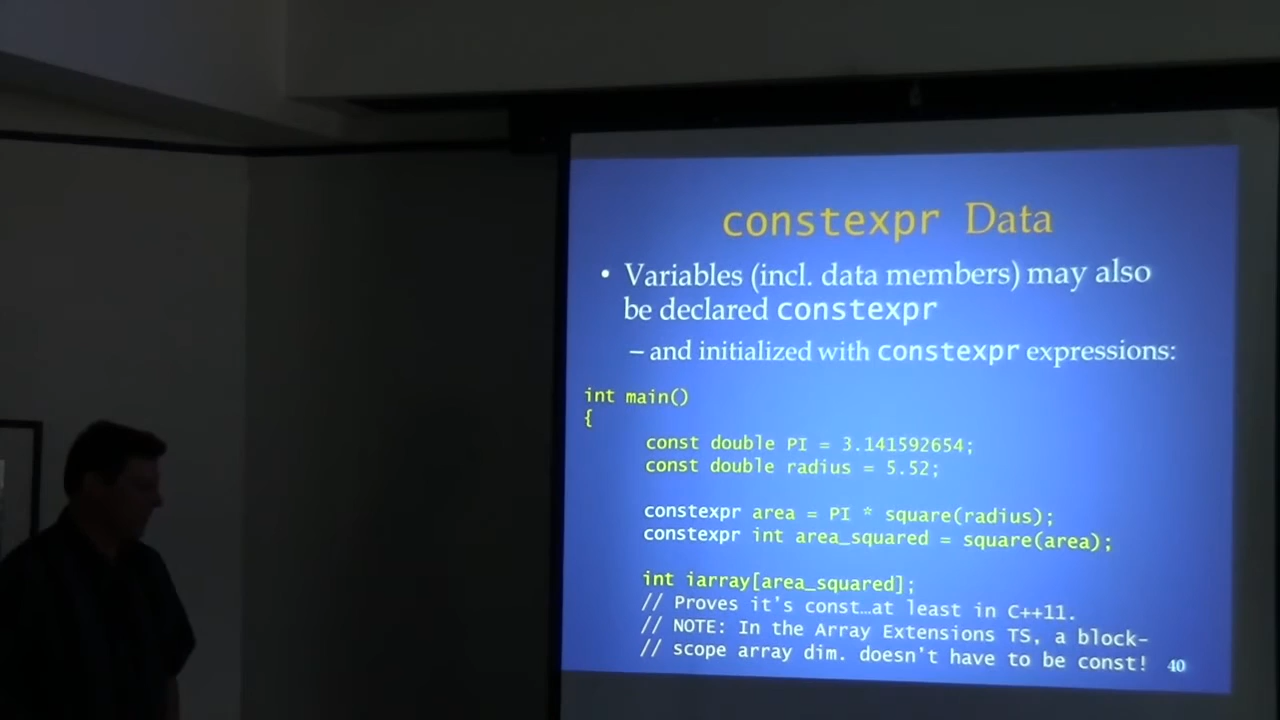 constexpr Data
• Variables (incl. data members) may also
be declared constexpr
– and initialized with constexpr expressions:
int main()
{
const double PI = 3.141592654;
const double radius = 5.52;
constexpr area = PI * square(radius);
constexpr int area_squared = square(area);
int iarray[area_squared];
// Proves it's const…at least in C++11.
// NOTE: In the Array Extensions TS, a block-
// scope array dim. doesn't have to be const!
40